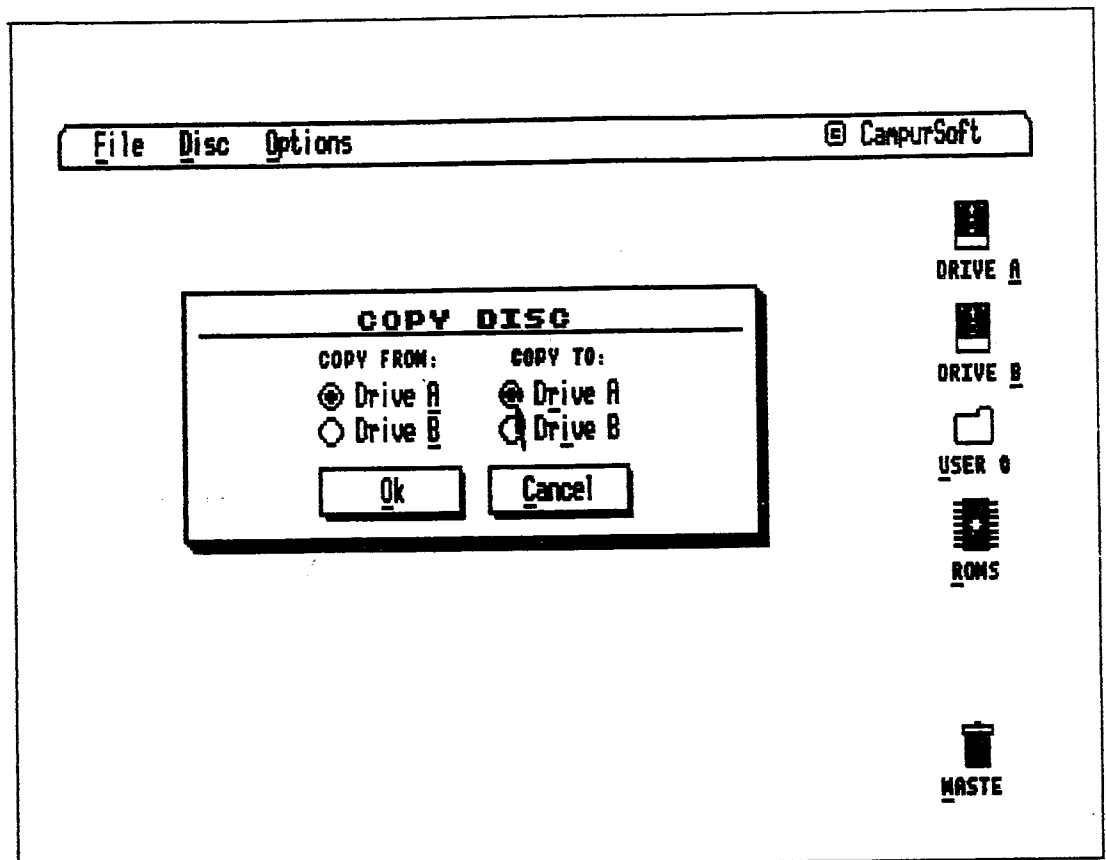 File Disc Options © CampurSoft
DRIVE A
COPY DISC
DRIVE B
COPY FROM: COPY TO:
Drive A Drive A
Drive B Drive B
USER 0
Ok Cancel
ROMS
WASTE